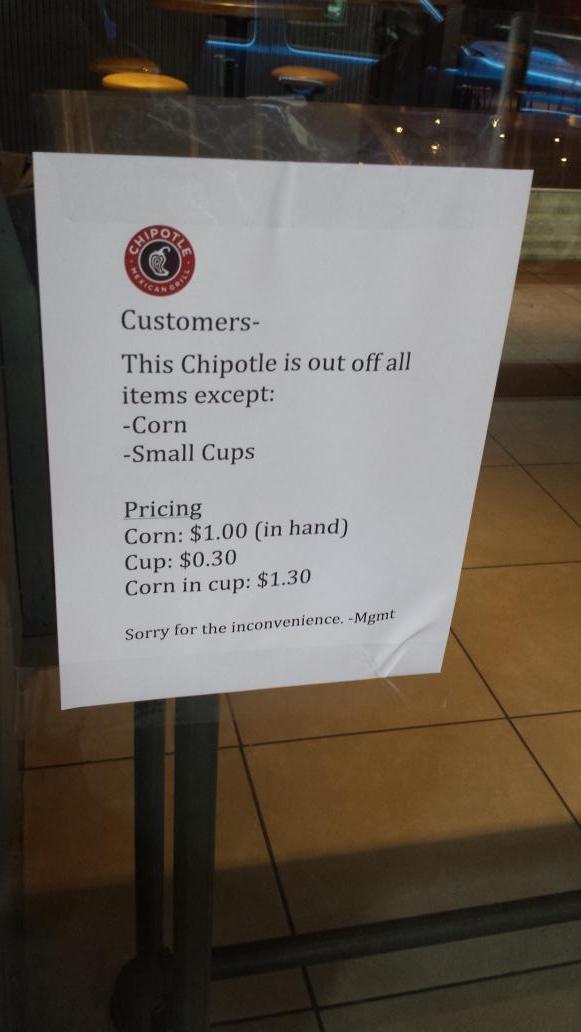 CHIPOTLE
MEXICAN GRILL
Customers-
This Chipotle is out off all
items except:
-Corn
-Small Cups
Pricing
Corn: $1.00 (in hand)
Cup: $0.30
Corn in cup: $1.30
Sorry for the inconvenience. -Mgmt